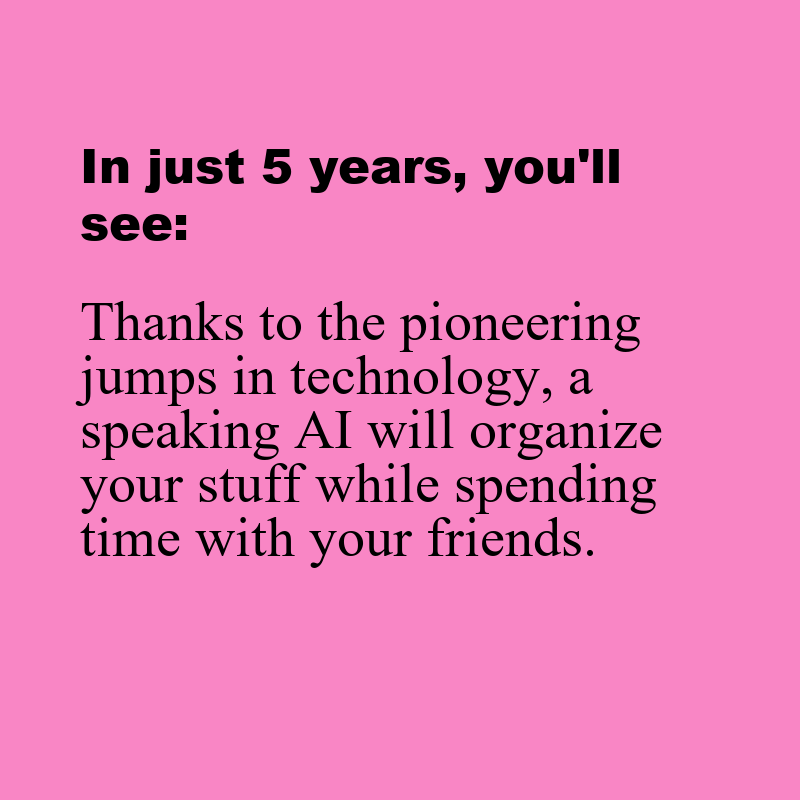 In just 5 years, you'll
see:
Thanks to the pioneering
jumps in technology, a
speaking AI will organize
your stuff while spending
time with your friends.